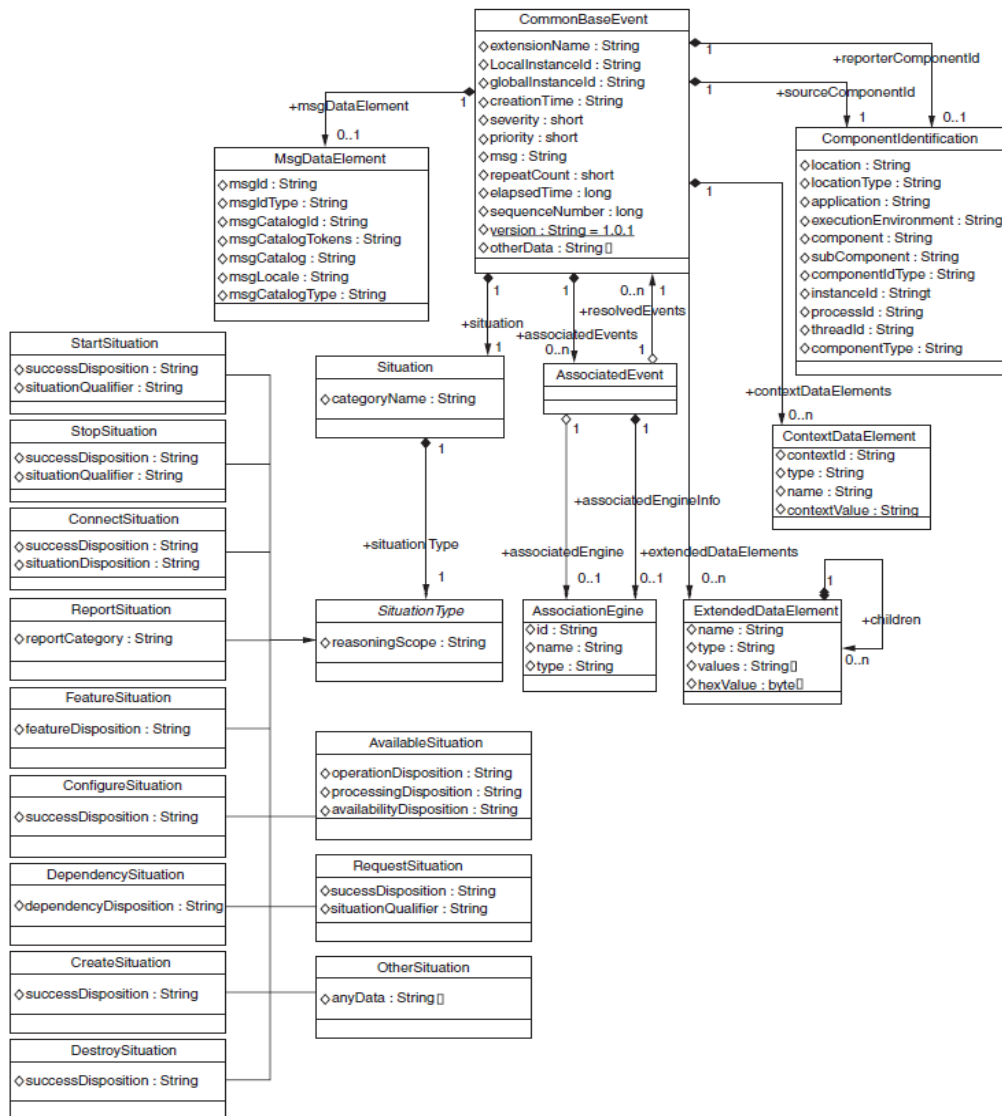 CommonBaseEvent
extensionName : String
LocalInstanceId : String
globalInstanceId : String
creationTime : String
severity : short
priority : short
msg : String
repeatCount : short
elapsedTime : long
sequenceNumber : long
version : String = 1.0.1
otherData : String[]
1
+reporterComponentId
0..1
1
+sourceComponentId
1
1
+msgDataElement
0..1
MsgDataElement
msgId : String
msgIdType : String
msgCatalogId : String
msgCatalogTokens : String
msgCatalog : String
msgLocale : String
msgCatalogType : String
ComponentIdentification
location : String
locationType : String
application : String
executionEnvironment : String
component : String
subComponent : String
componentIdType : String
instanceId : Stringt
processId : String
threadId : String
componentType : String
1
+contextDataElements
0..n
ContextDataElement
contextId : String
type : String
name : String
contextValue : String
1
+situation
1
1
+associatedEvents
0..n
0..n
1
+resolvedEvents
1
Situation
categoryName : String
1
+situation Type
1
AssociatedEvent
1
1
+associatedEngineInfo
+associatedEngine
0..1
0..1
+extendedDataElements
0..n
SituationType
reasoningScope : String
AssociationEgine
id : String
name : String
type : String
ExtendedDataElement
name : String
type : String
values : String[]
hexValue : byte[]
1
+children
0..n
StartSituation
successDisposition : String
situationQualifier : String
StopSituation
successDisposition : String
situationQualifier : String
ConnectSituation
successDisposition : String
situationDisposition : String
ReportSituation
reportCategory : String
FeatureSituation
featureDisposition : String
ConfigureSituation
successDisposition : String
DependencySituation
dependencyDisposition : String
CreateSituation
successDisposition : String
DestroySituation
successDisposition : String
AvailableSituation
operationDisposition : String
processingDisposition : String
availabilityDisposition : String
RequestSituation
sucessDisposition : String
situationQualifier : String
OtherSituation
anyData : String[]